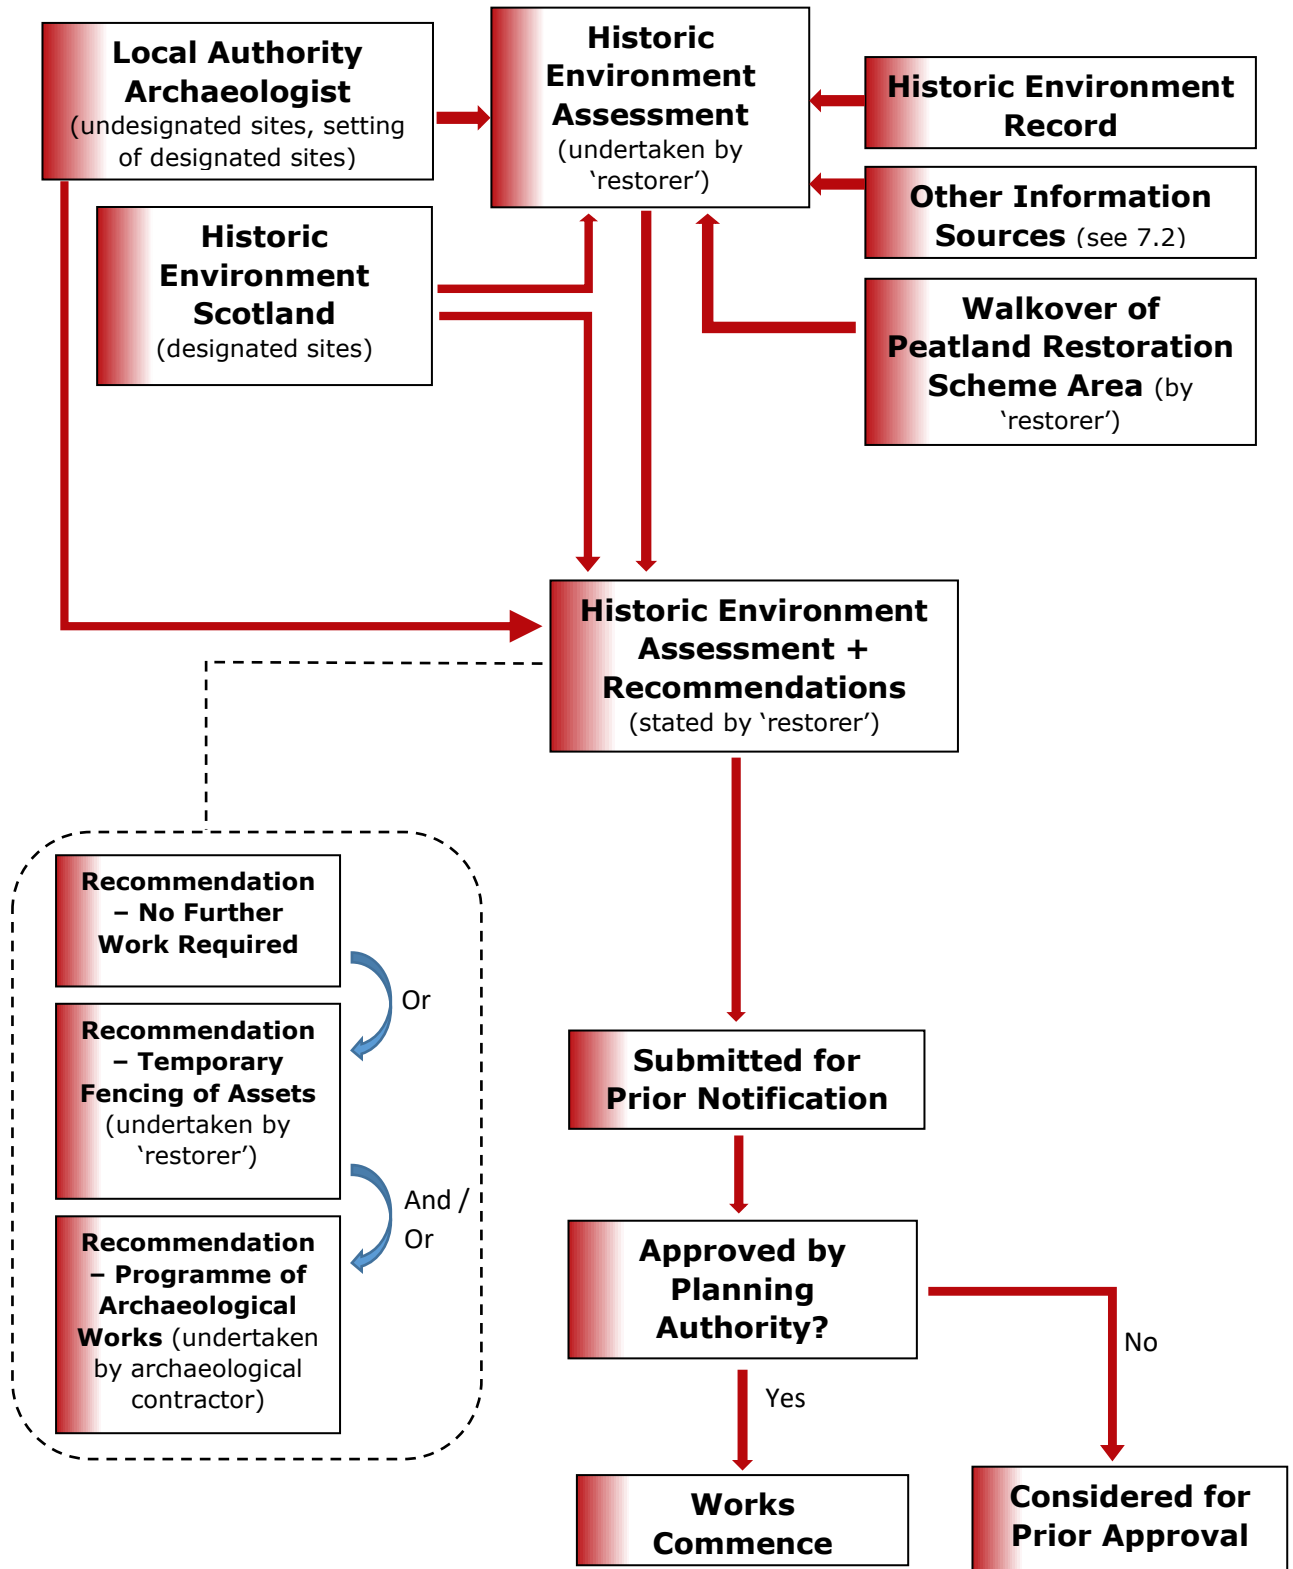 Local Authority
Archaeologist
(undesignated sites, setting
of designated sites)
Historic
Environment
Assessment
(undertaken by
‘restorer’)
Historic Environment
Record
Other Information
Sources (see 7.2)
Historic
Environment
Scotland
(designated sites)
Walkover of
Peatland Restoration
Scheme Area (by
‘restorer’)
Historic Environment
Assessment +
Recommendations
(stated by ‘restorer’)
Recommendation
– No Further
Work Required
Or
Recommendation
– Temporary
Fencing of Assets
(undertaken by
‘restorer’)
And /
Or
Recommendation
– Programme of
Archaeological
Works (undertaken
by archaeological
contractor)
Submitted for
Prior Notification
Approved by
Planning
Authority?
No
Yes
Works
Commence
Considered for
Prior Approval